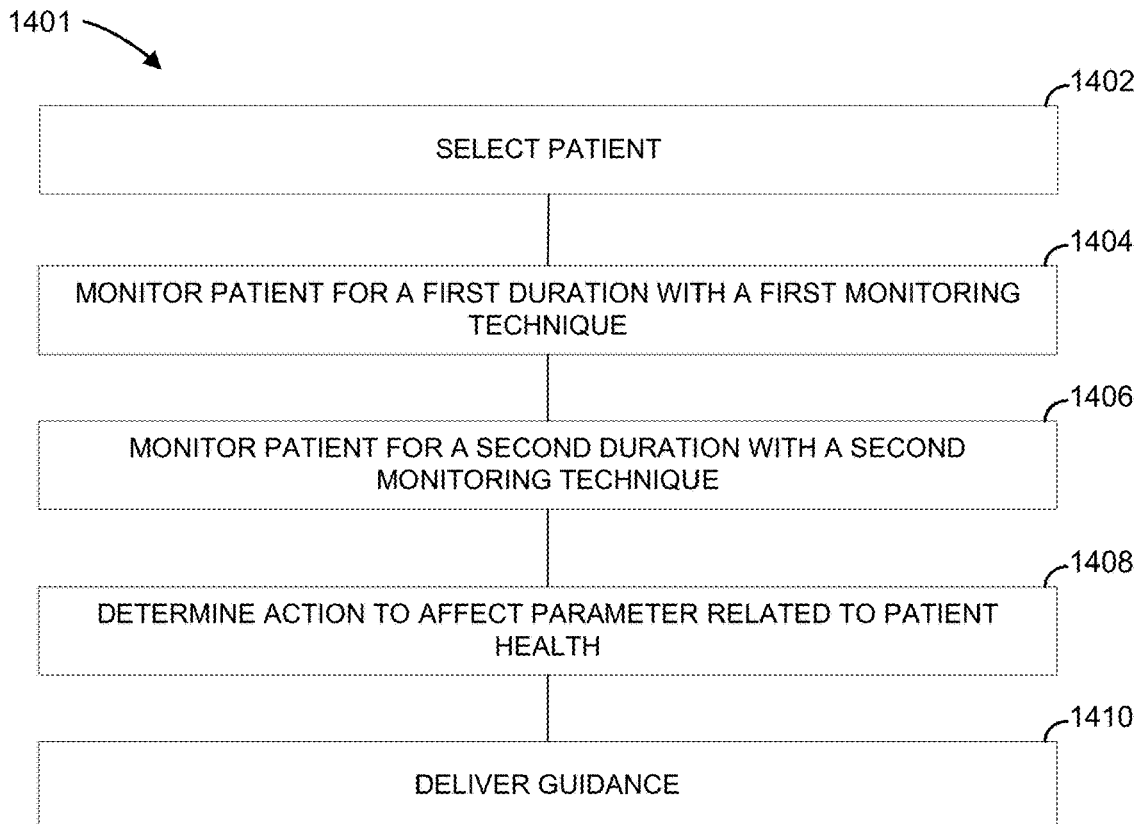 1401
1402
SELECT PATIENT
1404
MONITOR PATIENT FOR A FIRST DURATION WITH A FIRST MONITORING
TECHNIQUE
1406
MONITOR PATIENT FOR A SECOND DURATION WITH A SECOND
MONITORING TECHNIQUE
1408
DETERMINE ACTION TO AFFECT PARAMETER RELATED TO PATIENT
HEALTH
1410
DELIVER GUIDANCE